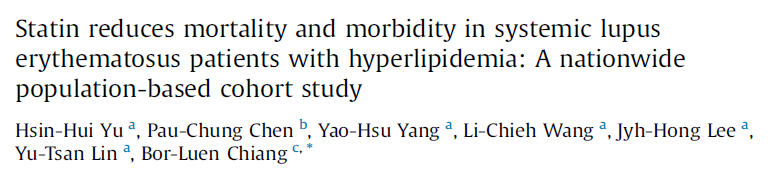 Statin reduces mortality and morbidity in systemic lupus
erythematosus patients with hyperlipidemia: A nationwide
population-based cohort study
Hsin-Hui Yu a, Pau-Chung Chen b, Yao-Hsu Yang a, Li-Chieh Wang a, Jyh-Hong Lee a,
Yu-Tsan Lin a, Bor-Luen Chiang c, *